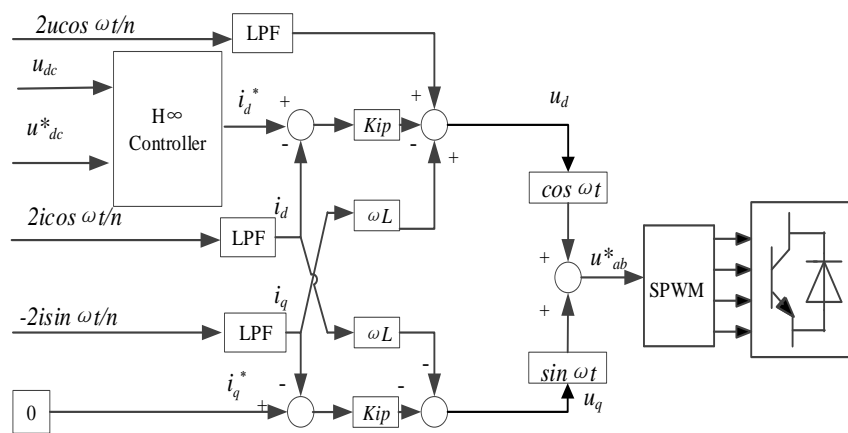 2ucos ωt/n
LPF
u_dc
H∞
Controller
i_d*
+
-
Kip
+
-
+
u_d
u*_dc
cos ωt
2icos ωt/n
LPF
i_d
ωL
+
+
u*_ab
SPWM
-2isin ωt/n
LPF
i_q
ωL
-
-
sin ωt
0
i_q*
+
-
Kip
u_q